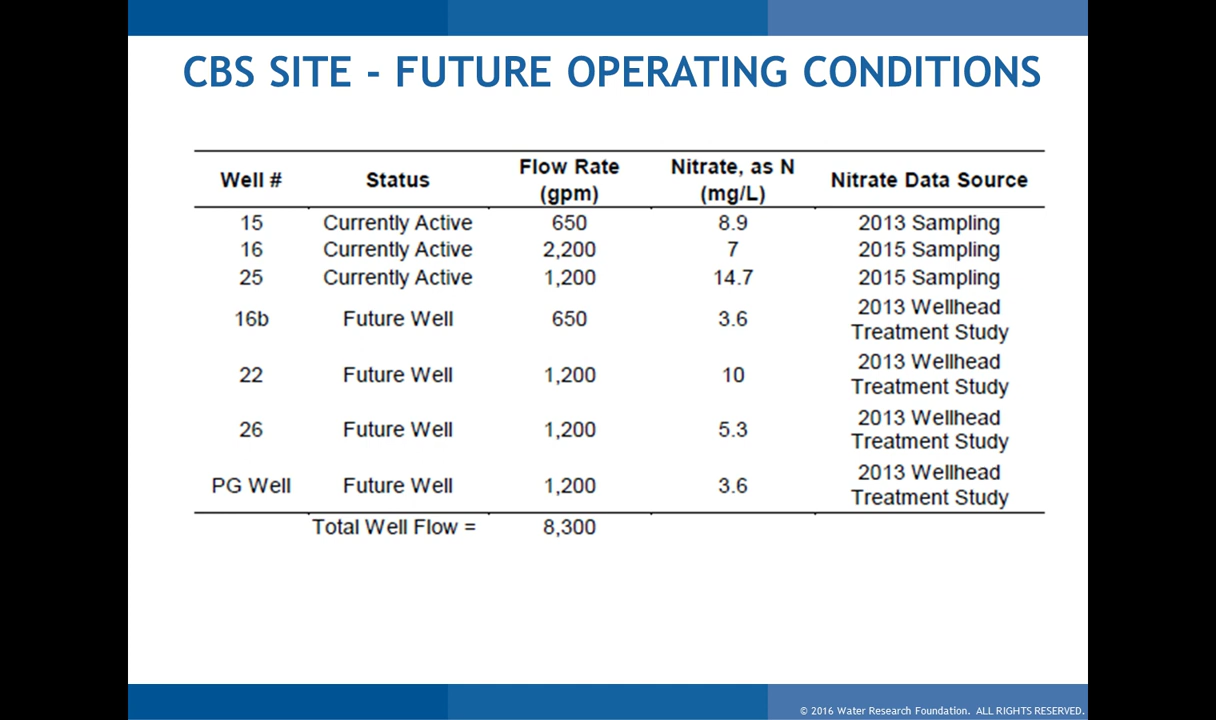 CBS SITE - FUTURE OPERATING CONDITIONS
Well # Status Flow Rate (gpm) Nitrate, as N (mg/L) Nitrate Data Source
15 Currently Active 650 8.9 2013 Sampling
16 Currently Active 2,200 7 2015 Sampling
25 Currently Active 1,200 14.7 2015 Sampling
16b Future Well 650 3.6 2013 Wellhead Treatment Study
22 Future Well 1,200 10 2013 Wellhead Treatment Study
26 Future Well 1,200 5.3 2013 Wellhead Treatment Study
PG Well Future Well 1,200 3.6 2013 Wellhead Treatment Study
Total Well Flow = 8,300
© 2016 Water Research Foundation. ALL RIGHTS RESERVED.